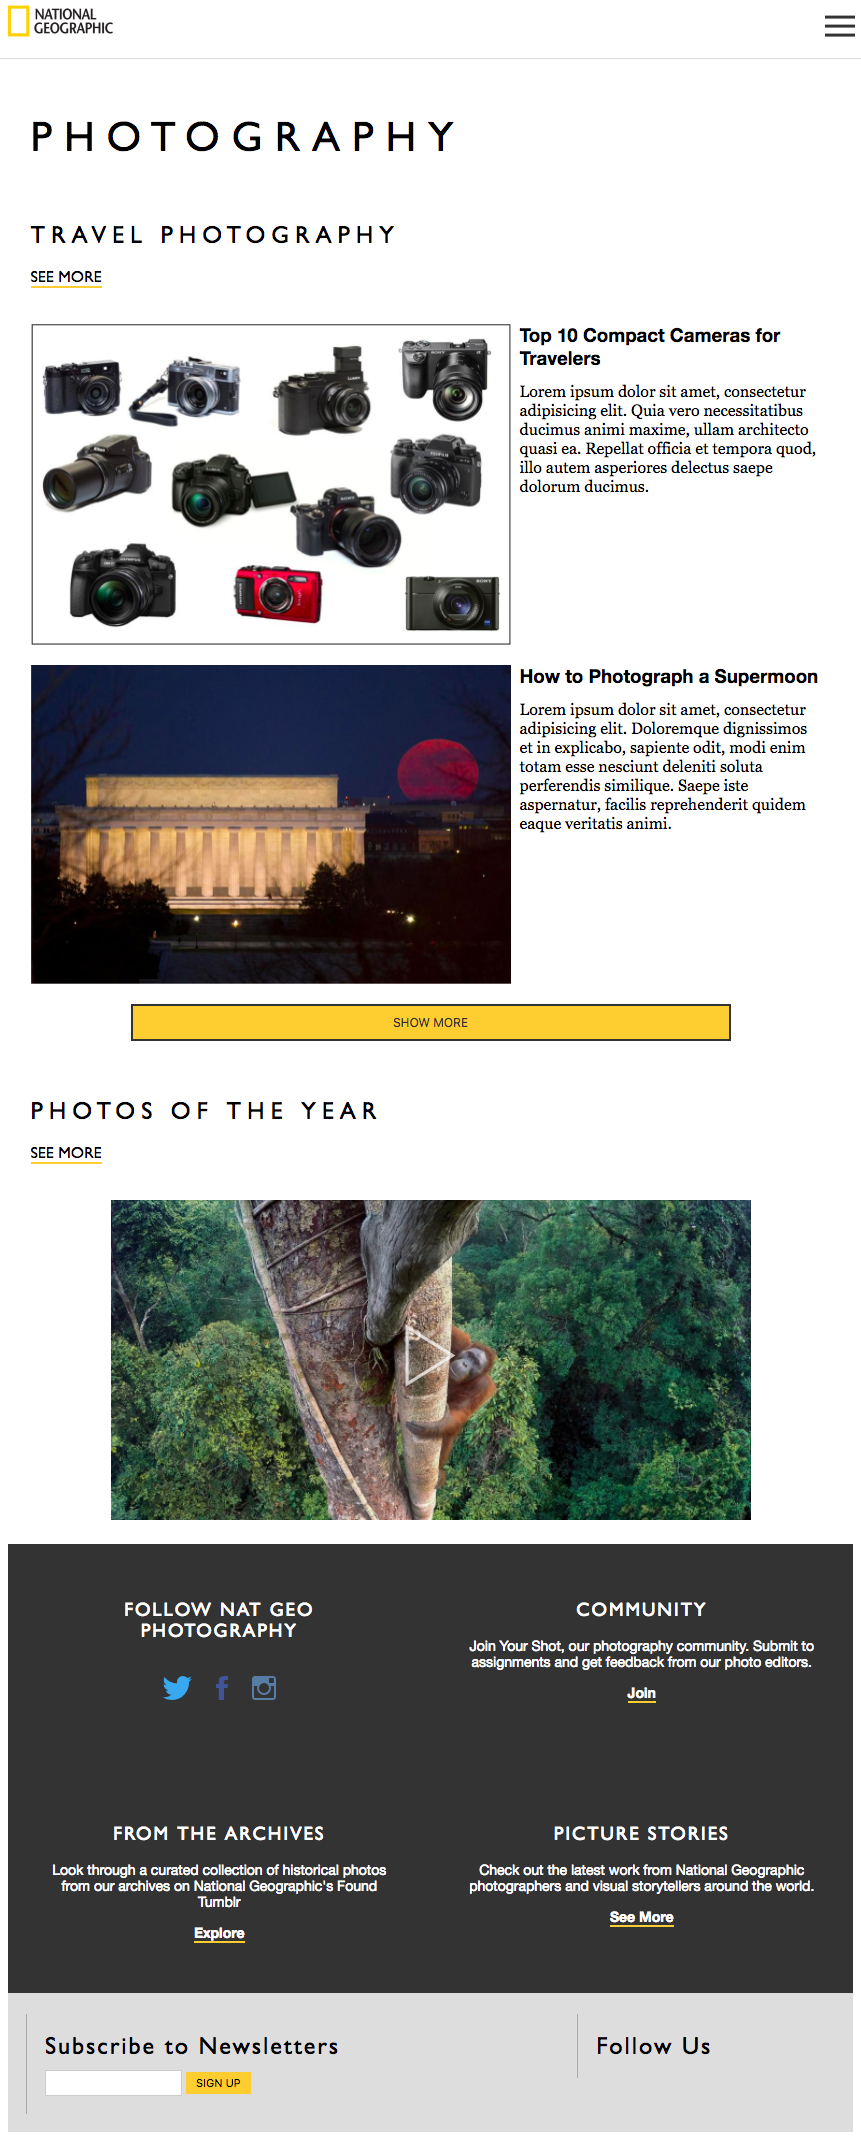 NATIONAL
GEOGRAPHIC
PHOTOGRAPHY
TRAVEL PHOTOGRAPHY
SEE MORE
Top 10 Compact Cameras for
Travelers
Lorem ipsum dolor sit amet, consectetur
adipisicing elit. Quia vero necessitatibus
ducimus animi maxime, ullam architecto
quasi ea. Repellat officia et tempora quod,
illo autem asperiores delectus saepe
dolorum ducimus.
How to Photograph a Supermoon
Lorem ipsum dolor sit amet, consectetur
adipisicing elit. Doloremque dignissimos
et in explicabo, sapiente odit, modi enim
totam esse nesciunt deleniti soluta
perferendis similique. Saepe iste
aspernatur, facilis reprehenderit quidem
eaque veritatis animi.
SHOW MORE
PHOTOS OF THE YEAR
SEE MORE
FOLLOW NAT GEO
PHOTOGRAPHY
COMMUNITY
Join Your Shot, our photography community. Submit to
assignments and get feedback from our photo editors.
Join
FROM THE ARCHIVES
Look through a curated collection of historical photos
from our archives on National Geographic's Found
Tumblr
Explore
PICTURE STORIES
Check out the latest work from National Geographic
photographers and visual storytellers around the world.
See More
Subscribe to Newsletters
SIGN UP
Follow Us